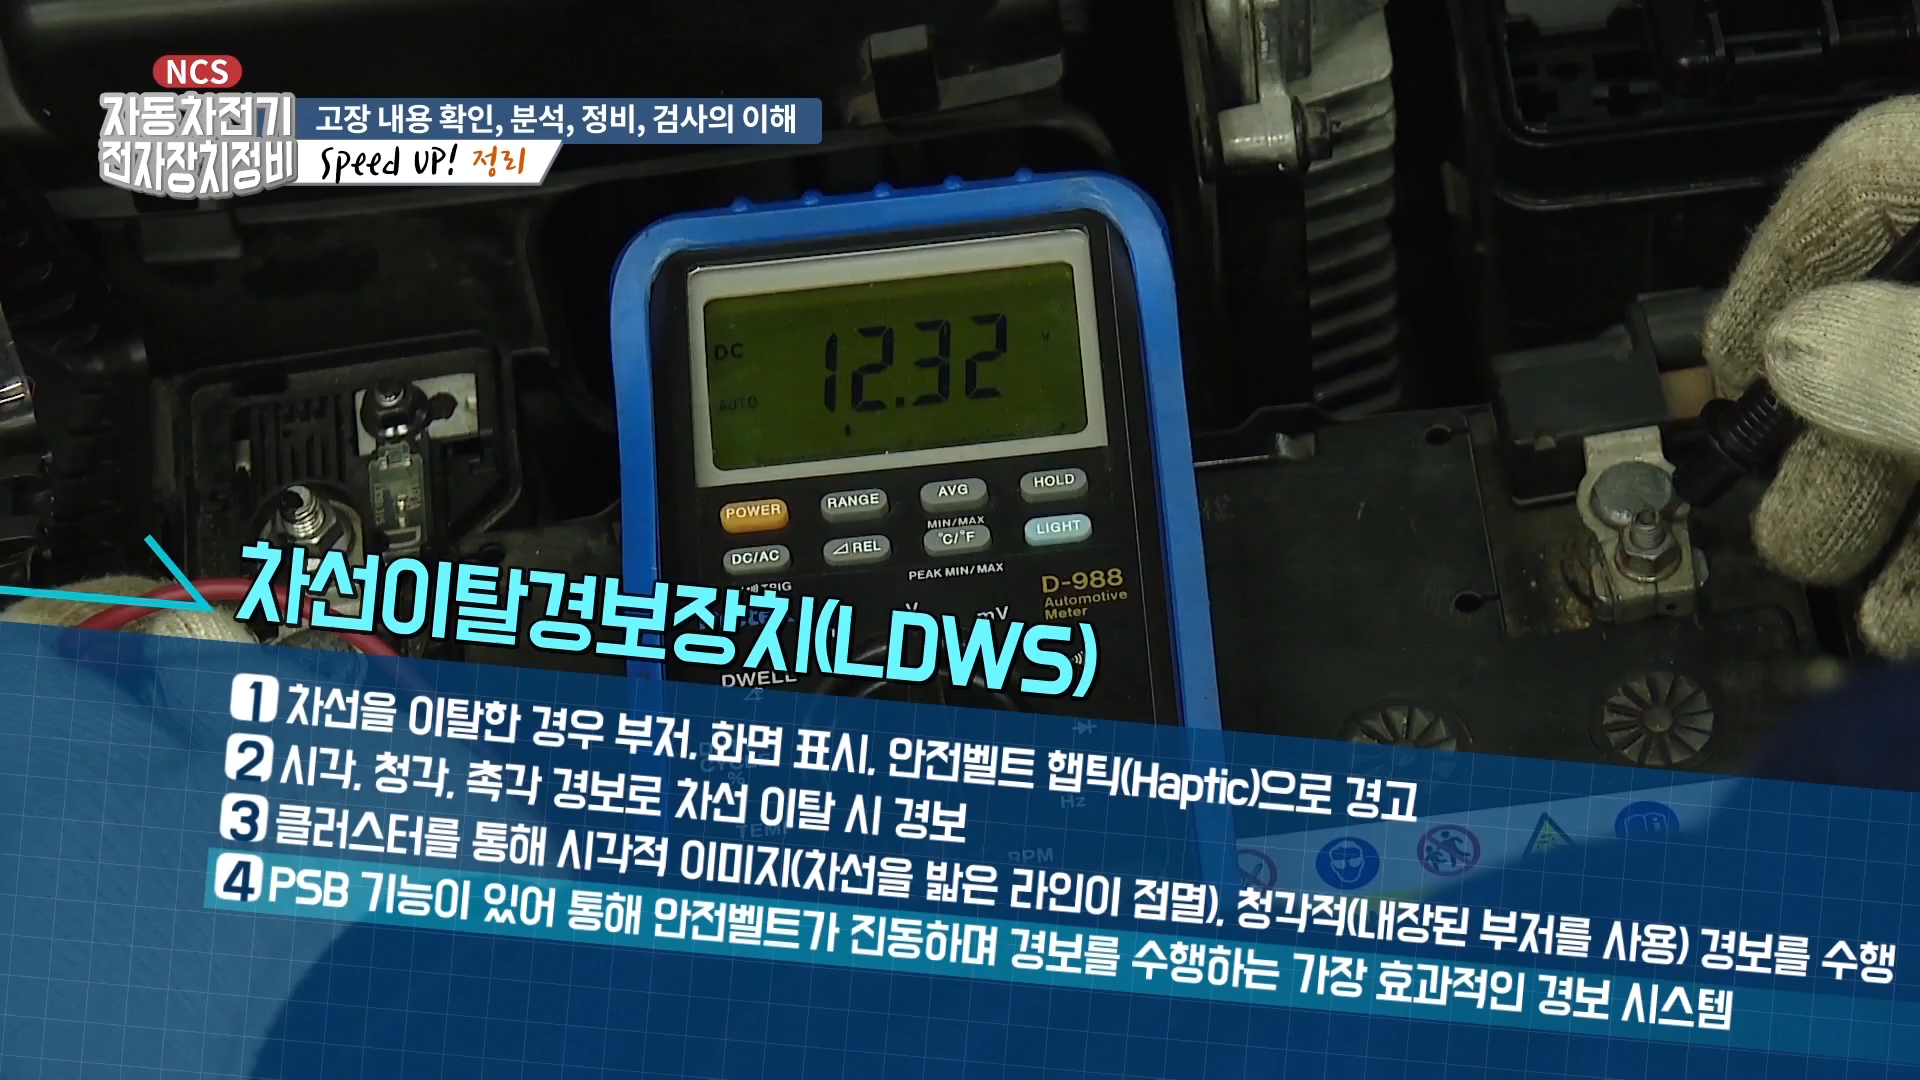 NCS
자동차전기
전자장치정비
고장 내용 확인, 분석, 정비, 검사의 이해
Speed UP! 정리
DC
12.32
V
AUTO
POWER
RANGE
AVG
HOLD
MIN/MAX
DC/AC
REL
°C/°F
LIGHT
PEAK MIN/MAX
D-988
Automotive
Meter
mV
DWELL
차선이탈경보장치(LDWS)
1 차선을 이탈한 경우 부저, 화면 표시, 안전벨트 햅틱(Haptic)으로 경고
2 시각, 청각, 촉각 경보로 차선 이탈 시 경보
3 클러스터를 통해 시각적 이미지(차선을 밟은 라인이 점멸), 청각적(내장된 부저를 사용) 경보를 수행
4 PSB 기능이 있어 통해 안전벨트가 진동하며 경보를 수행하는 가장 효과적인 경보 시스템
Hz
RPM